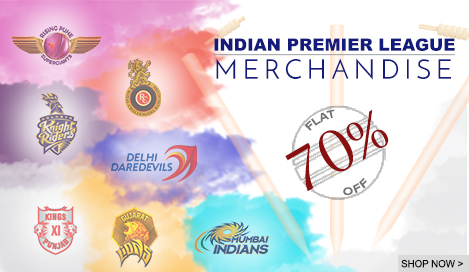 RISING PUNE
SUPERGIANTS
INDIAN PREMIER LEAGUE
MERCHANDISE
Knight
Riders
DELHI
DAREDEVILS
FLAT
70%
OFF
KINGS
XI
PUNJAB
GUJARAT
MUMBAI
INDIANS
SHOP NOW >